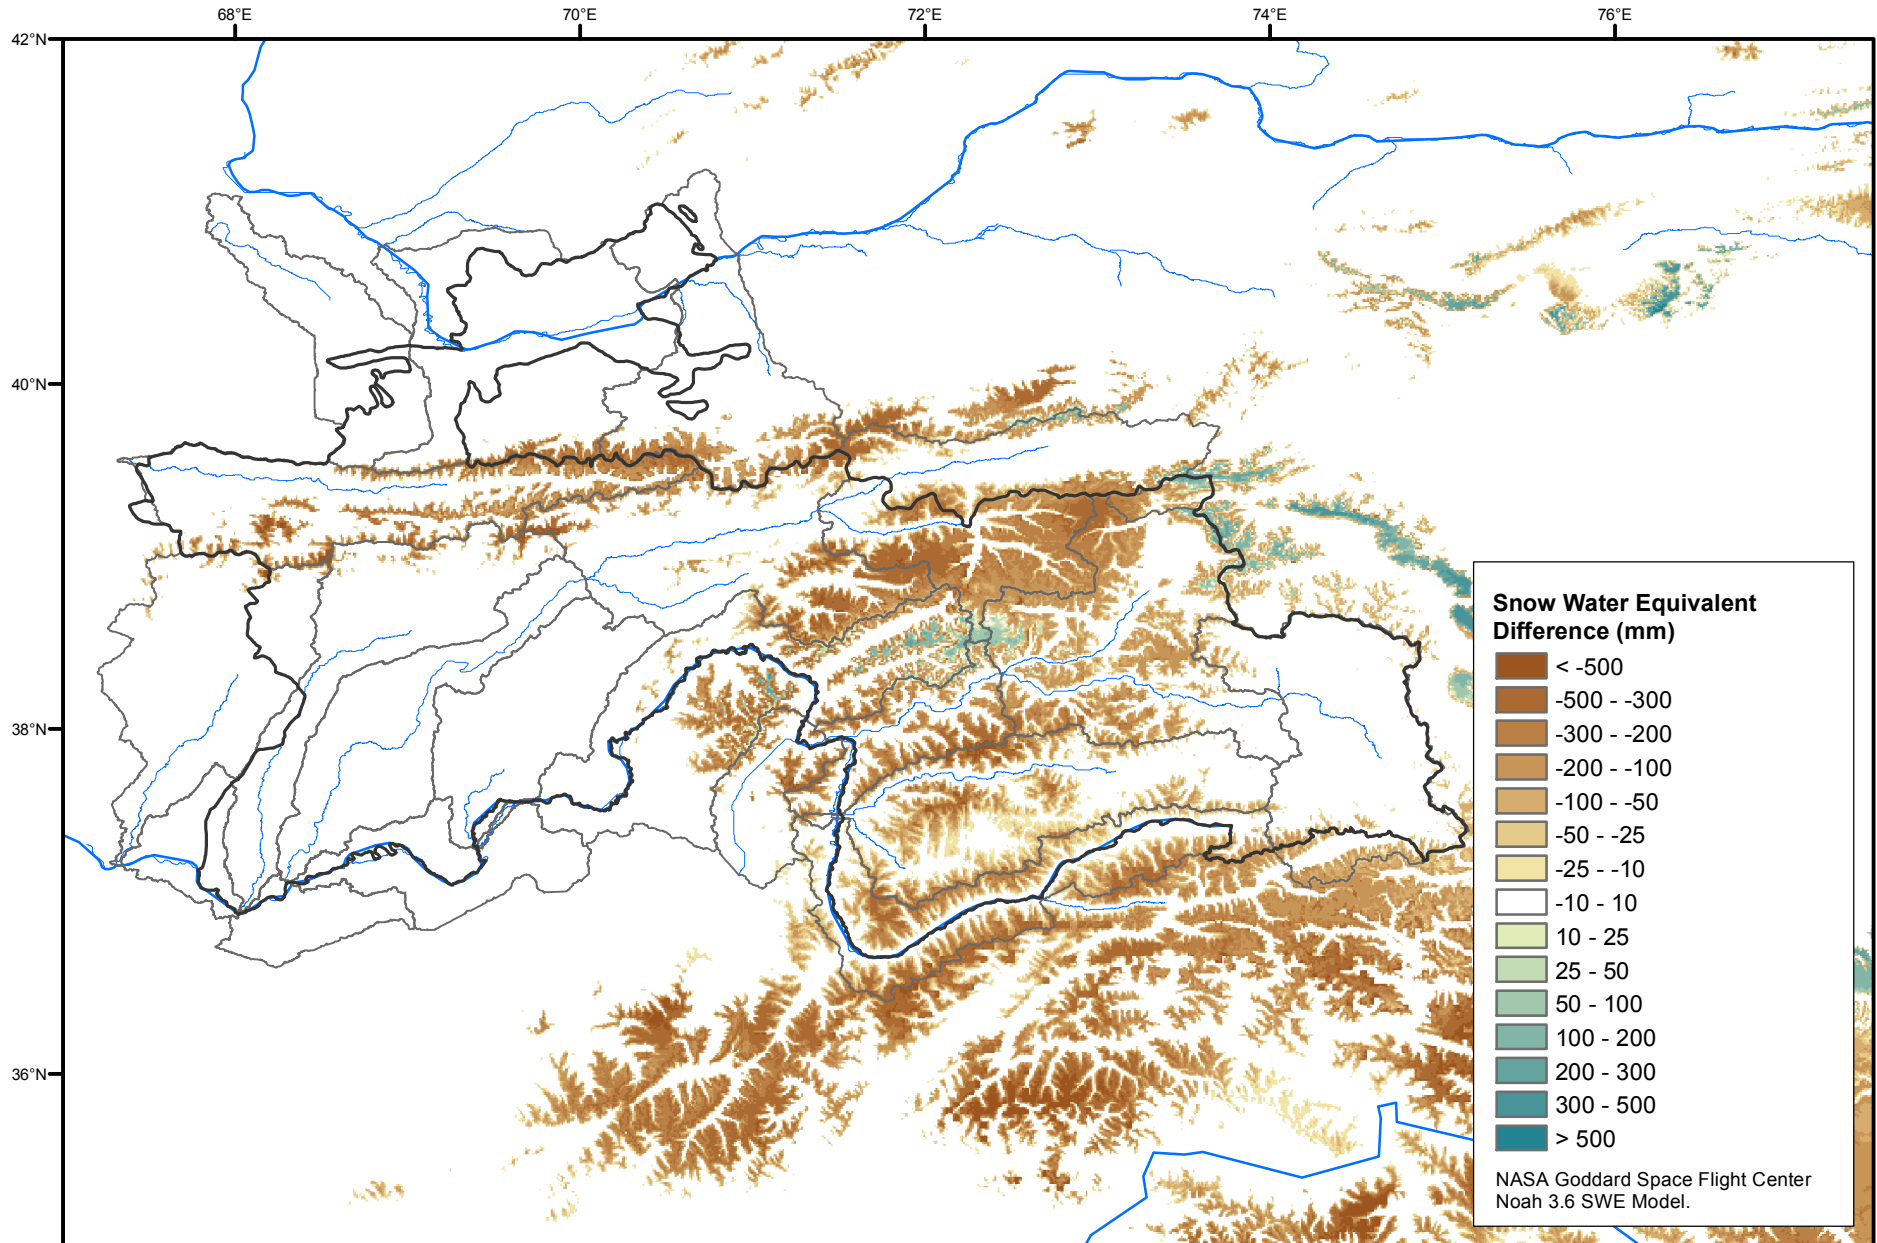 68°E
70°E
72°E
74°E
76°E
42°N
40°N
38°N
36°N
Snow Water Equivalent
Difference (mm)
< -500
-500 - -300
-300 - -200
-200 - -100
-100 - -50
-50 - -25
-25 - -10
-10 - 10
10 - 25
25 - 50
50 - 100
100 - 200
200 - 300
300 - 500
> 500
NASA Goddard Space Flight Center
Noah 3.6 SWE Model.